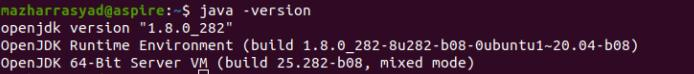 mazharrasyad@aspire:~$ java -version
openjdk version "1.8.0_282"
OpenJDK Runtime Environment (build 1.8.0_282-8u282-b08-0ubuntu1~20.04-b08)
OpenJDK 64-Bit Server VM (build 25.282-b08, mixed mode)